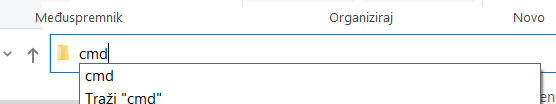 Međuspremnik Organiziraj Novo
cmd
cmd
Traži "cmd"